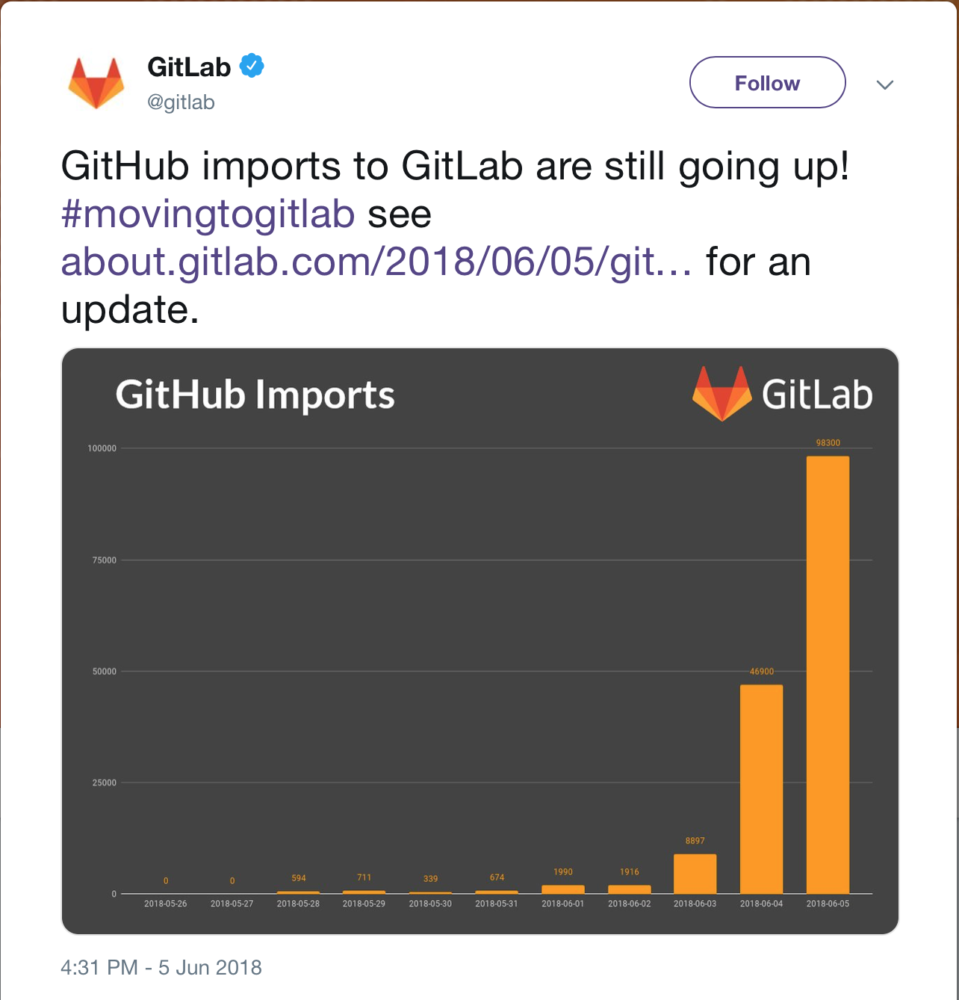 GitLab
@gitlab
Follow
GitHub imports to GitLab are still going up!
#movingtogitlab see
about.gitlab.com/2018/06/05/git... for an
update.
GitHub Imports
GitLab
100000
75000
50000
25000
0
0
0
594
711
339
674
1990
1916
8897
46900
98300
2018-05-26
2018-05-27
2018-05-28
2018-05-29
2018-05-30
2018-05-31
2018-06-01
2018-06-02
2018-06-03
2018-06-04
2018-06-05
4:31 PM - 5 Jun 2018